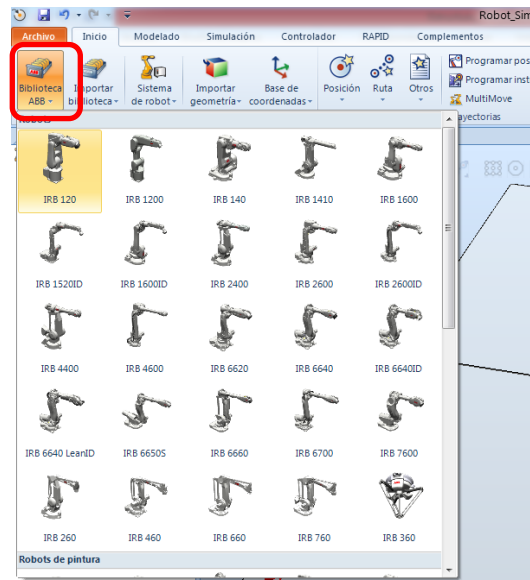 Robot_Sim
Archivo Inicio Modelado Simulación Controlador RAPID Complementos
Biblioteca ABB
Importar biblioteca
Sistema de robot
Importar geometría
Base de coordenadas
Posición
Ruta
Otros
Programar pos
Programar inst
MultiMove
ayectorias
Robots
IRB 120 IRB 1200 IRB 140 IRB 1410 IRB 1600
IRB 1520ID IRB 1600ID IRB 2400 IRB 2600 IRB 2600ID
IRB 4400 IRB 4600 IRB 6620 IRB 6640 IRB 6640ID
IRB 6640 LeanID IRB 6650S IRB 6660 IRB 6700 IRB 7600
IRB 260 IRB 460 IRB 660 IRB 760 IRB 360
Robots de pintura